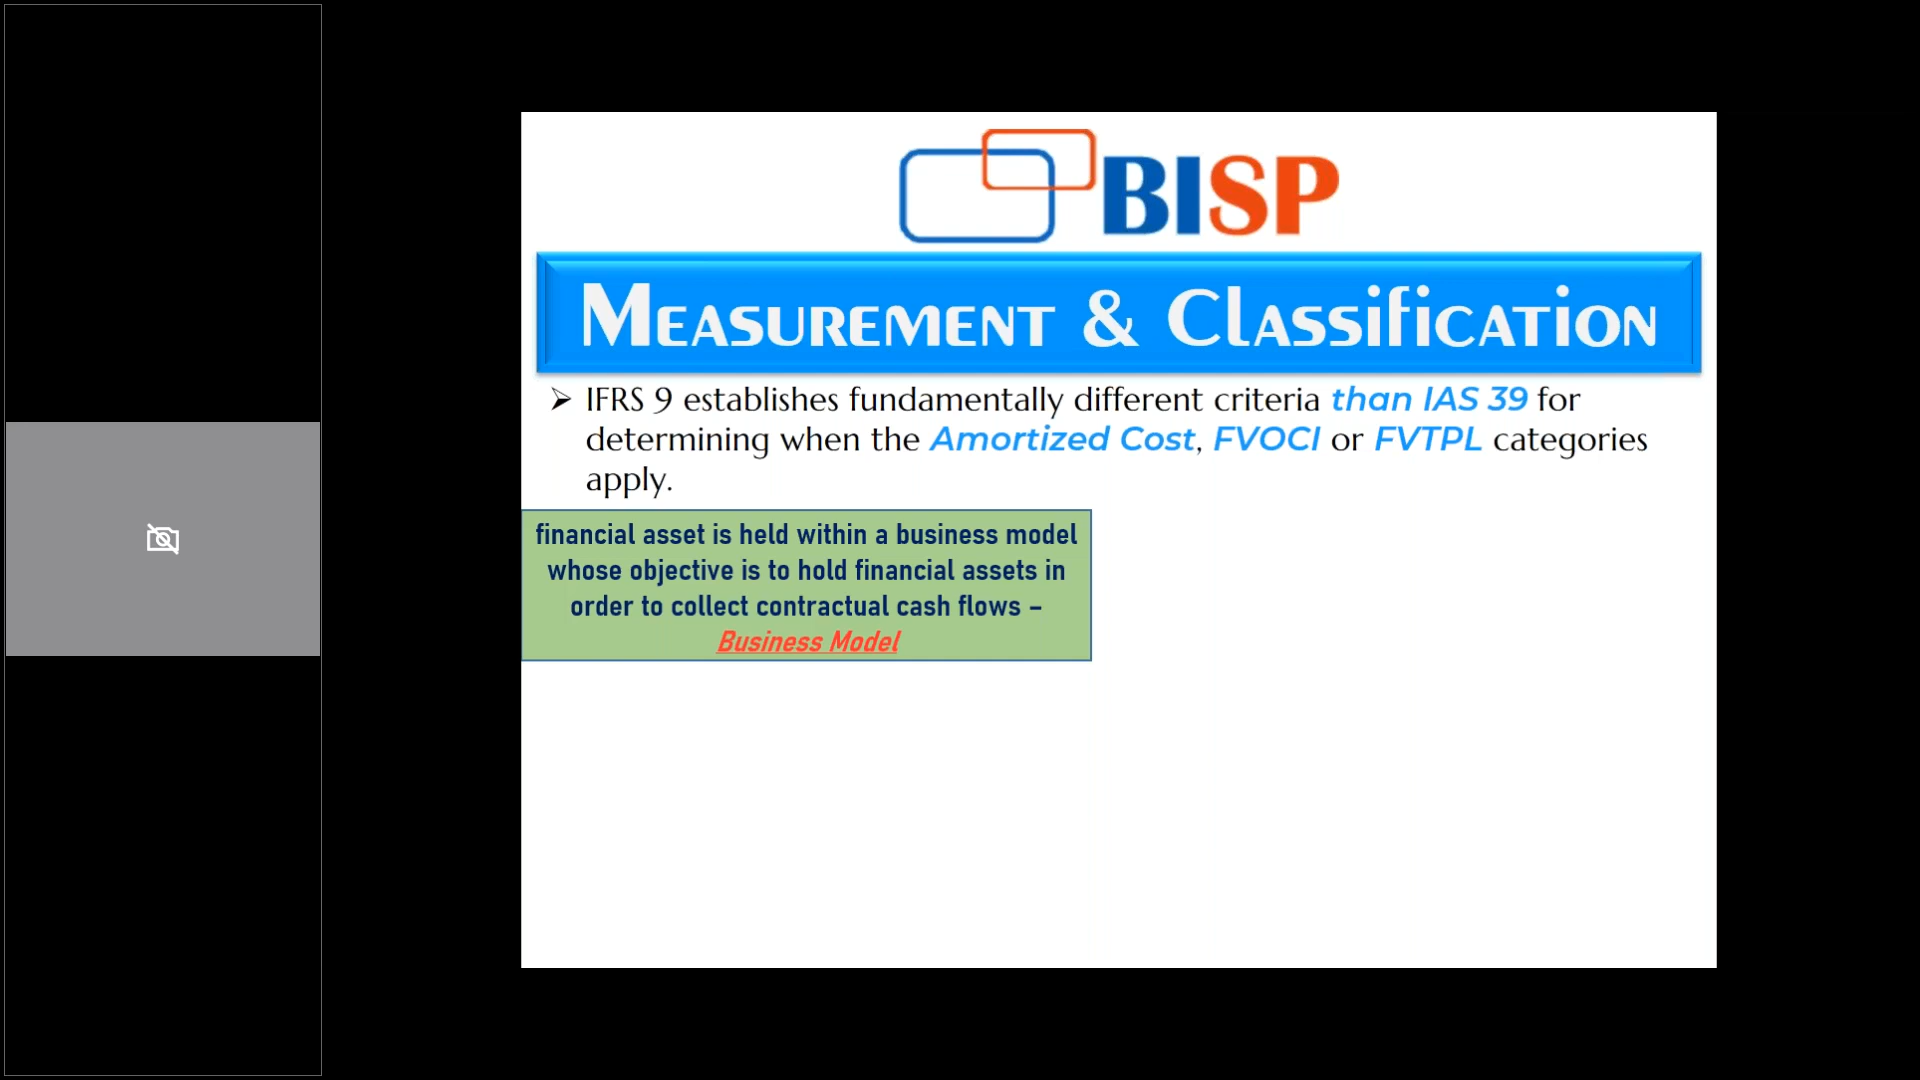 BISP
Measurement & Classification
➢ IFRS 9 establishes fundamentally different criteria than IAS 39 for
determining when the Amortized Cost, FVOCI or FVTPL categories
apply.
financial asset is held within a business model
whose objective is to hold financial assets in
order to collect contractual cash flows –
Business Model